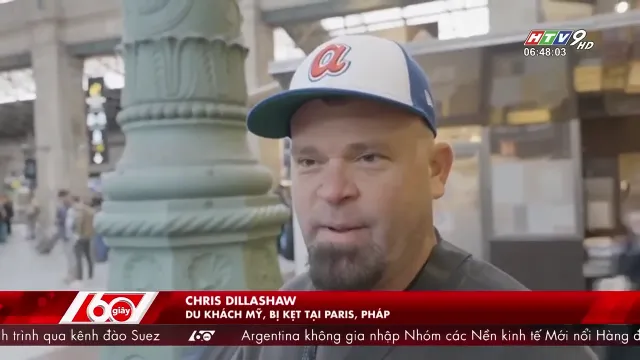 a
HTV9 HD
06:48:03
60 giây
CHRIS DILLASHAW
DU KHÁCH MỸ, BỊ KẸT TẠI PARIS, PHÁP
h trình qua kênh đào Suez 60 giây Argentina không gia nhập Nhóm các Nền kinh tế Mới nổi Hàng đ